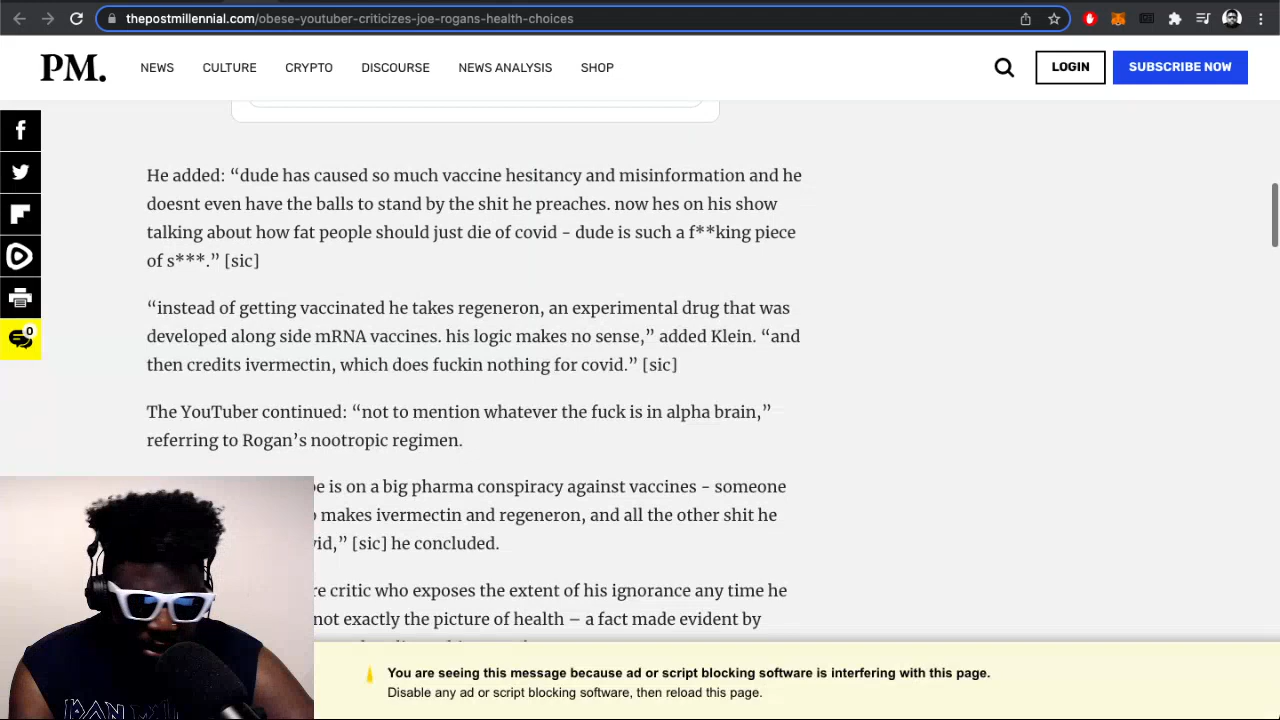 thepostmillennial.com/obese-youtuber-criticizes-joe-rogans-health-choices
PM.
NEWS
CULTURE
CRYPTO
DISCOURSE
NEWS ANALYSIS
SHOP
LOGIN
SUBSCRIBE NOW
He added: “dude has caused so much vaccine hesitancy and misinformation and he
doesnt even have the balls to stand by the shit he preaches. now hes on his show
talking about how fat people should just die of covid - dude is such a f**king piece
of s***.” [sic]
“instead of getting vaccinated he takes regeneron, an experimental drug that was
developed along side mRNA vaccines. his logic makes no sense,” added Klein. “and
then credits ivermectin, which does fuckin nothing for covid.” [sic]
0
The YouTuber continued: “not to mention whatever the fuck is in alpha brain,”
referring to Rogan’s nootropic regimen.
is on a big pharma conspiracy against vaccines - someone
makes ivermectin and regeneron, and all the other shit he
[sic] he concluded.
critic who exposes the extent of his ignorance any time he
not exactly the picture of health – a fact made evident by
You are seeing this message because ad or script blocking software is interfering with this page.
Disable any ad or script blocking software, then reload this page.